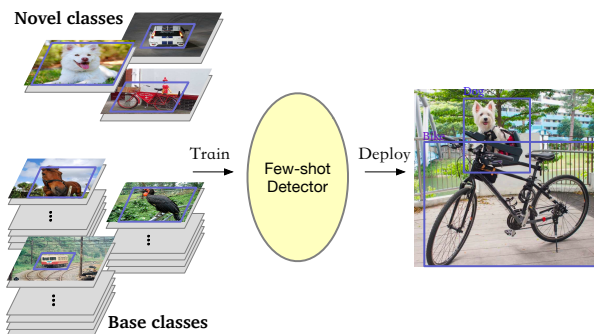 Novel classes
Train
Few-shot
Detector
Deploy
Dog
Bike
Base classes